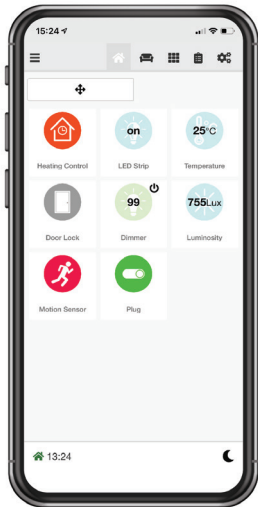 15:24
on
25°C
Heating Control
LED Strip
Temperature
99
755Lux
Door Lock
Dimmer
Luminosity
Motion Sensor
Plug
13:24